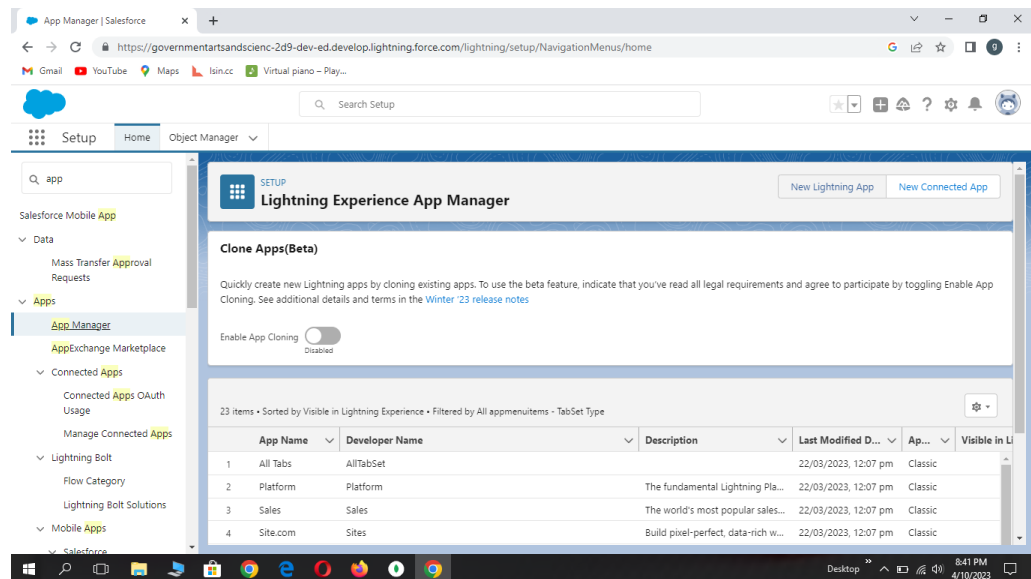 App Manager | Salesforce
https://governmentartsandscienc-2d9-dev-ed.develop.lightning.force.com/lightning/setup/NavigationMenus/home
G
9
Gmail
YouTube
Maps
lsin.cc
Virtual piano – Play...
Search Setup
Setup
Home
Object Manager
app
Salesforce Mobile App
Data
Mass Transfer Approval
Requests
Apps
App Manager
AppExchange Marketplace
Connected Apps
Connected Apps OAuth
Usage
Manage Connected Apps
Lightning Bolt
Flow Category
Lightning Bolt Solutions
Mobile Apps
Salesforce
SETUP
Lightning Experience App Manager
New Lightning App
New Connected App
Clone Apps(Beta)
Quickly create new Lightning apps by cloning existing apps. To use the beta feature, indicate that you've read all legal requirements and agree to participate by toggling Enable App
Cloning. See additional details and terms in the Winter '23 release notes
Enable App Cloning
Disabled
23 items • Sorted by Visible in Lightning Experience • Filtered by All appmenuitems - TabSet Type
App Name Developer Name Description Last Modified D... Ap... Visible in Li
1 All Tabs AllTabSet 22/03/2023, 12:07 pm Classic
2 Platform Platform The fundamental Lightning Pla... 22/03/2023, 12:07 pm Classic
3 Sales Sales The world's most popular sales... 22/03/2023, 12:07 pm Classic
4 Site.com Sites Build pixel-perfect, data-rich w... 22/03/2023, 12:07 pm Classic
Desktop
8:41 PM
4/10/2023